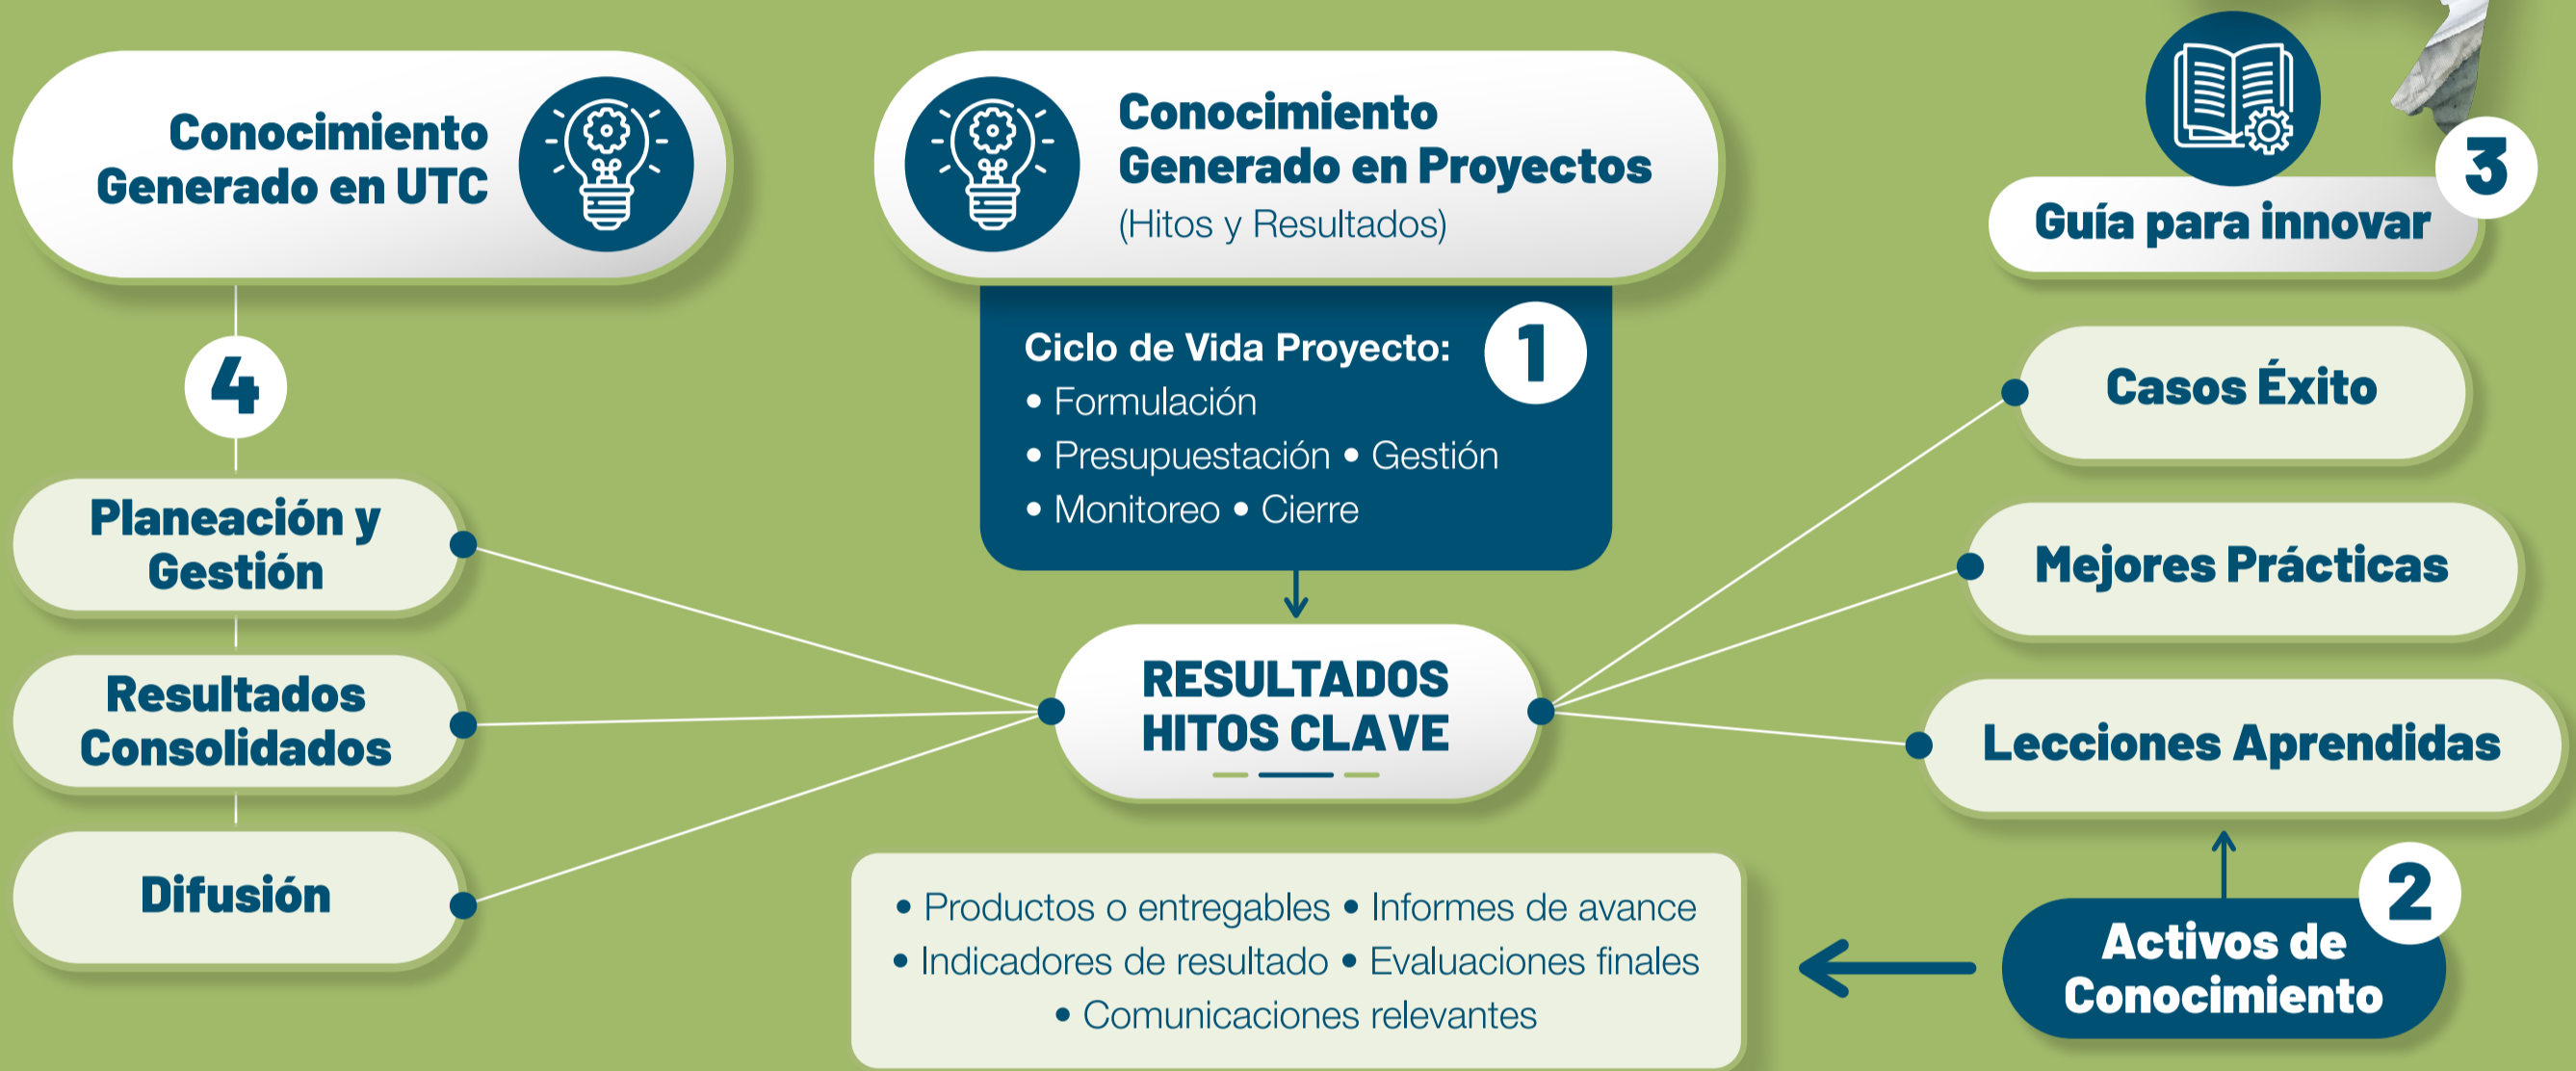 Conocimiento
Generado en UTC
4
Planeación y
Gestión
Resultados
Consolidados
Difusión
Conocimiento
Generado en Proyectos
(Hitos y Resultados)
Ciclo de Vida Proyecto:
1
• Formulación
• Presupuestación • Gestión
• Monitoreo • Cierre
RESULTADOS
HITOS CLAVE
• Productos o entregables • Informes de avance
• Indicadores de resultado • Evaluaciones finales
• Comunicaciones relevantes
3
Guía para innovar
Casos Éxito
Mejores Prácticas
Lecciones Aprendidas
2
Activos de
Conocimiento